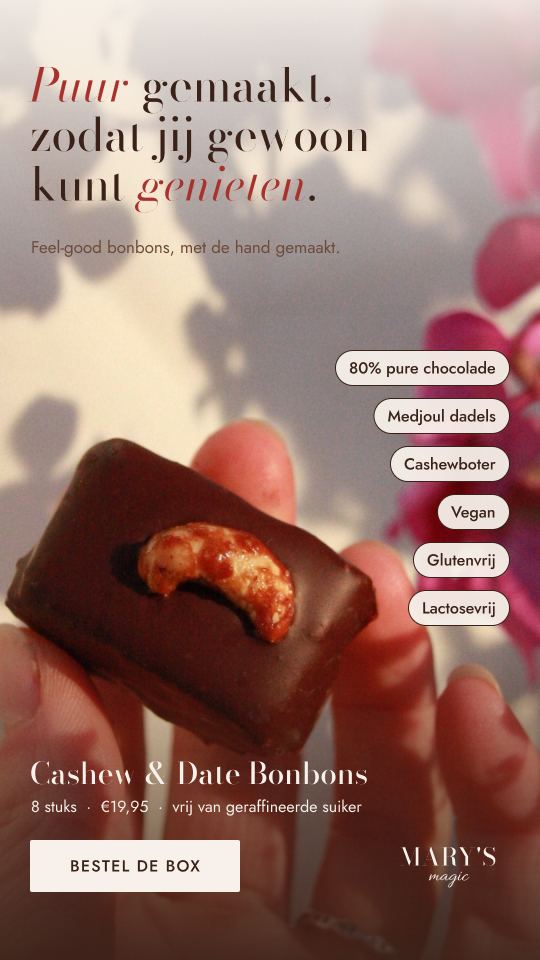 Puur gemaakt,
zodat jij gewoon
kunt genieten.
Feel-good bonbons, met de hand gemaakt.
80% pure chocolade
Medjoul dadels
Cashewboter
Vegan
Glutenvrij
Lactosevrij
Cashew & Date Bonbons
8 stuks · €19,95 · vrij van geraffineerde suiker
BESTEL DE BOX
MARY'S
magic